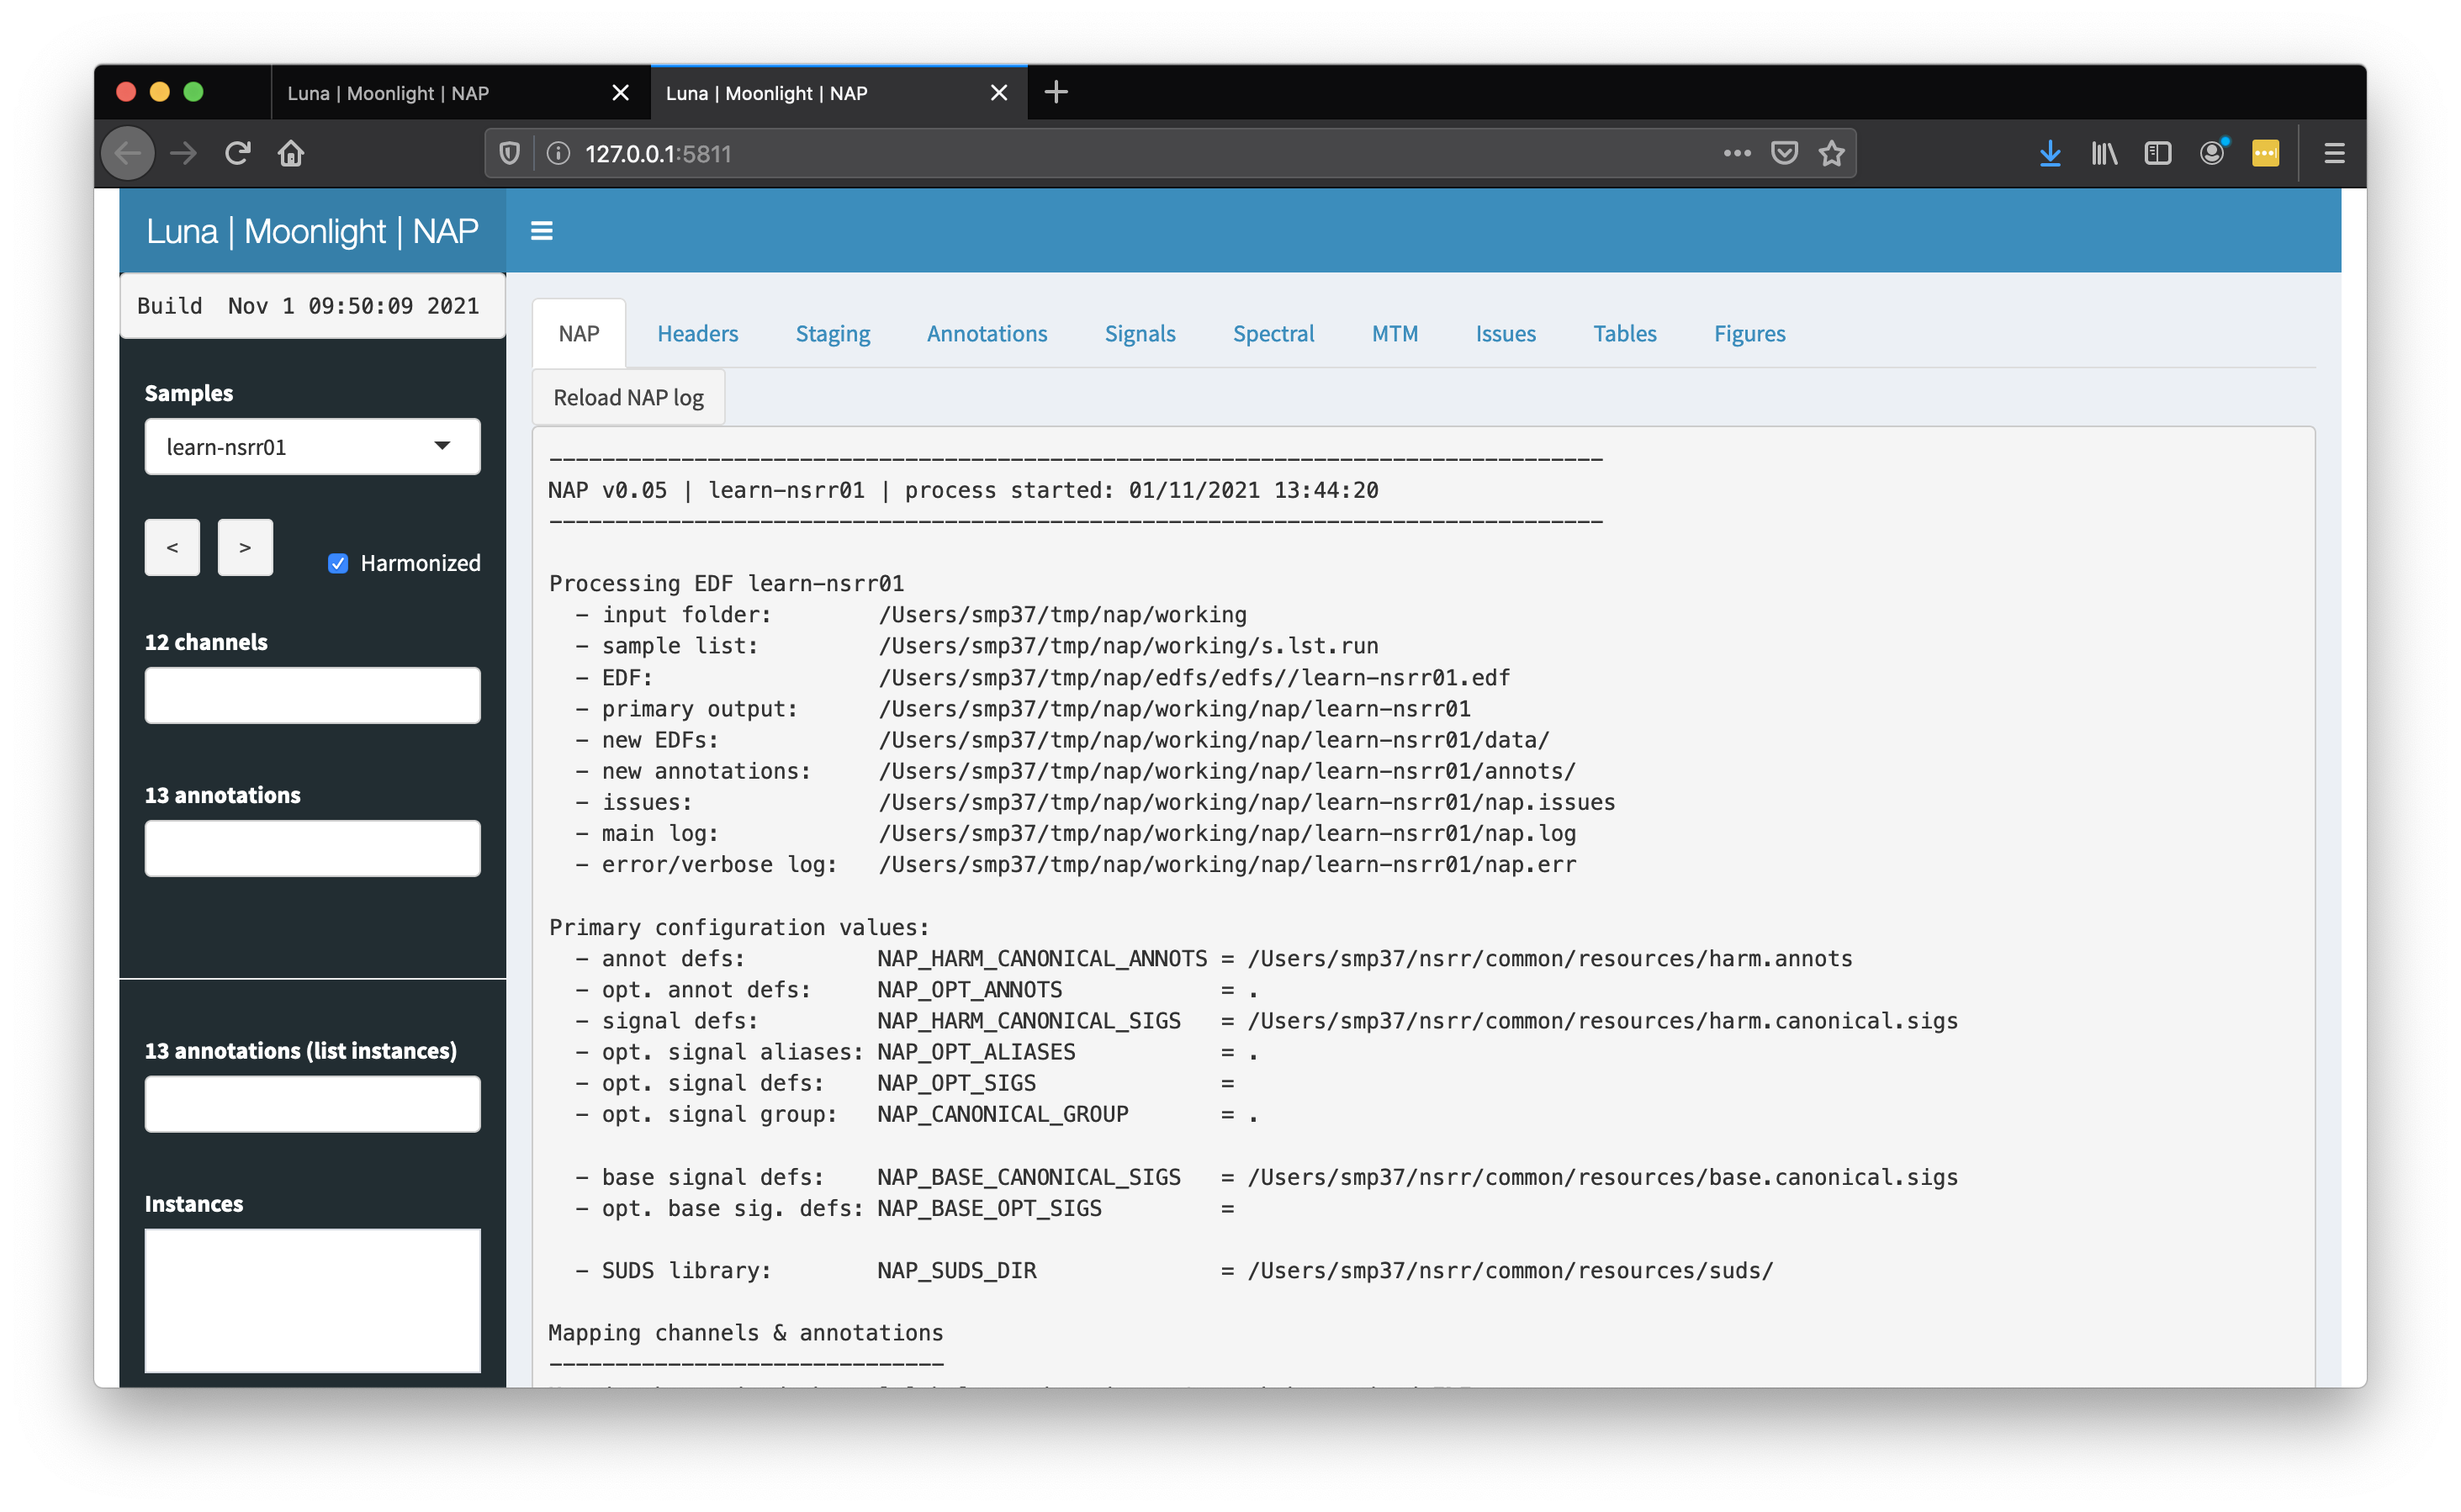 Luna | Moonlight | NAP
Luna | Moonlight | NAP
127.0.0.1:5811
Luna | Moonlight | NAP
Build  Nov 1 09:50:09 2021
Samples
learn-nsrr01
< >
Harmonized
12 channels
13 annotations
13 annotations (list instances)
Instances
NAP Headers Staging Annotations Signals Spectral MTM Issues Tables Figures
Reload NAP log
--------------------------------------------------------------------------------
NAP v0.05 | learn-nsrr01 | process started: 01/11/2021 13:44:20
--------------------------------------------------------------------------------
Processing EDF learn-nsrr01
  - input folder:        /Users/smp37/tmp/nap/working
  - sample list:         /Users/smp37/tmp/nap/working/s.lst.run
  - EDF:                 /Users/smp37/tmp/nap/edfs/edfs//learn-nsrr01.edf
  - primary output:      /Users/smp37/tmp/nap/working/nap/learn-nsrr01
  - new EDFs:            /Users/smp37/tmp/nap/working/nap/learn-nsrr01/data/
  - new annotations:     /Users/smp37/tmp/nap/working/nap/learn-nsrr01/annots/
  - issues:              /Users/smp37/tmp/nap/working/nap/learn-nsrr01/nap.issues
  - main log:            /Users/smp37/tmp/nap/working/nap/learn-nsrr01/nap.log
  - error/verbose log:   /Users/smp37/tmp/nap/working/nap/learn-nsrr01/nap.err
Primary configuration values:
  - annot defs:          NAP_HARM_CANONICAL_ANNOTS = /Users/smp37/nsrr/common/resources/harm.annots
  - opt. annot defs:     NAP_OPT_ANNOTS            = .
  - signal defs:         NAP_HARM_CANONICAL_SIGS   = /Users/smp37/nsrr/common/resources/harm.canonical.sigs
  - opt. signal aliases: NAP_OPT_ALIASES           = .
  - opt. signal defs:    NAP_OPT_SIGS              =
  - opt. signal group:   NAP_CANONICAL_GROUP       = .
  - base signal defs:    NAP_BASE_CANONICAL_SIGS   = /Users/smp37/nsrr/common/resources/base.canonical.sigs
  - opt. base sig. defs: NAP_BASE_OPT_SIGS         =
  - SUDS library:        NAP_SUDS_DIR              = /Users/smp37/nsrr/common/resources/suds/
Mapping channels & annotations
------------------------------